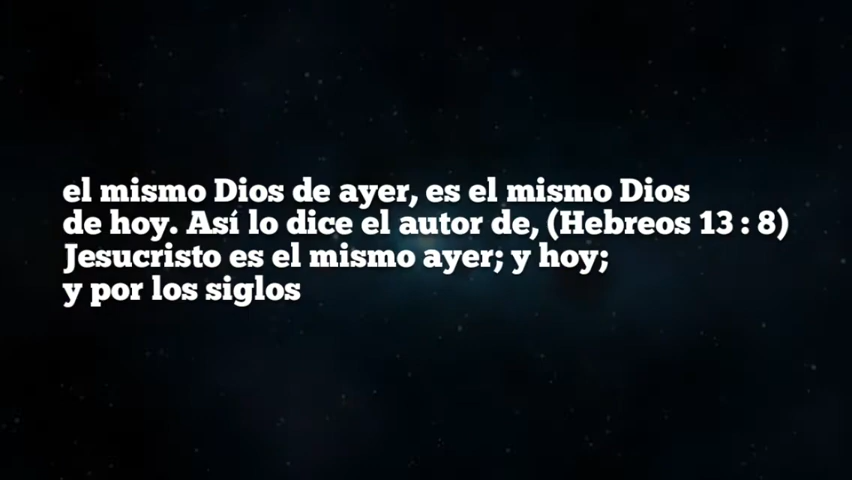 el mismo Dios de ayer, es el mismo Dios
de hoy. Así lo dice el autor de, (Hebreos 13 : 8)
Jesucristo es el mismo ayer; y hoy;
y por los siglos